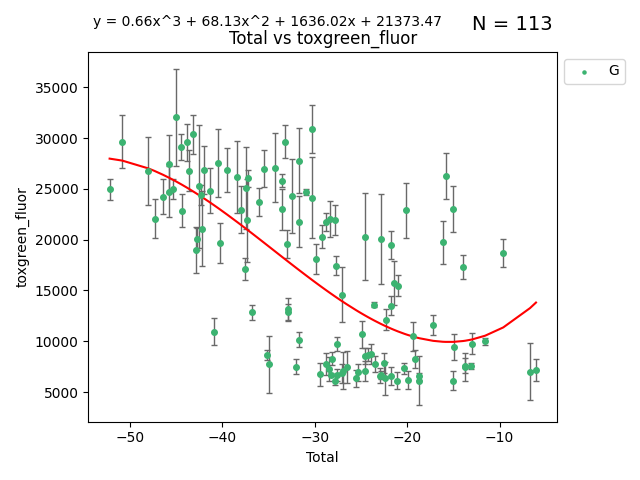 y = 0.66x^3 + 68.13x^2 + 1636.02x + 21373.47
N = 113
Total vs toxgreen_fluor
G
35000
30000
25000
20000
15000
10000
5000
toxgreen_fluor
−50 −40 −30 −20 −10
Total